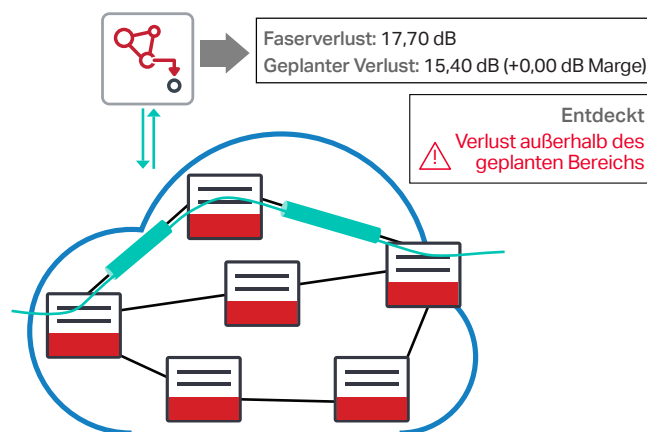 Faserverlust: 17,70 dB
Geplanter Verlust: 15,40 dB (+0,00 dB Marge)
Entdeckt
Verlust außerhalb des
geplanten Bereichs